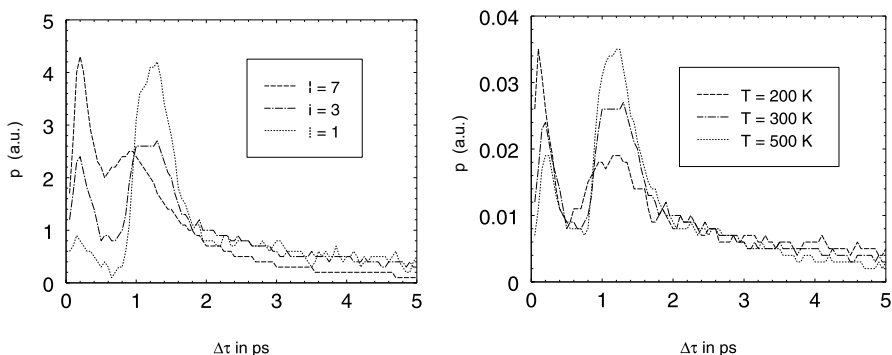 5
4
3
2
1
0
p (a.u.)
l = 7
i = 3
i = 1
0 1 2 3 4 5
Δτ in ps
0.04
0.03
0.02
0.01
0
p (a.u.)
T = 200 K
T = 300 K
T = 500 K
0 1 2 3 4 5
Δτ in ps